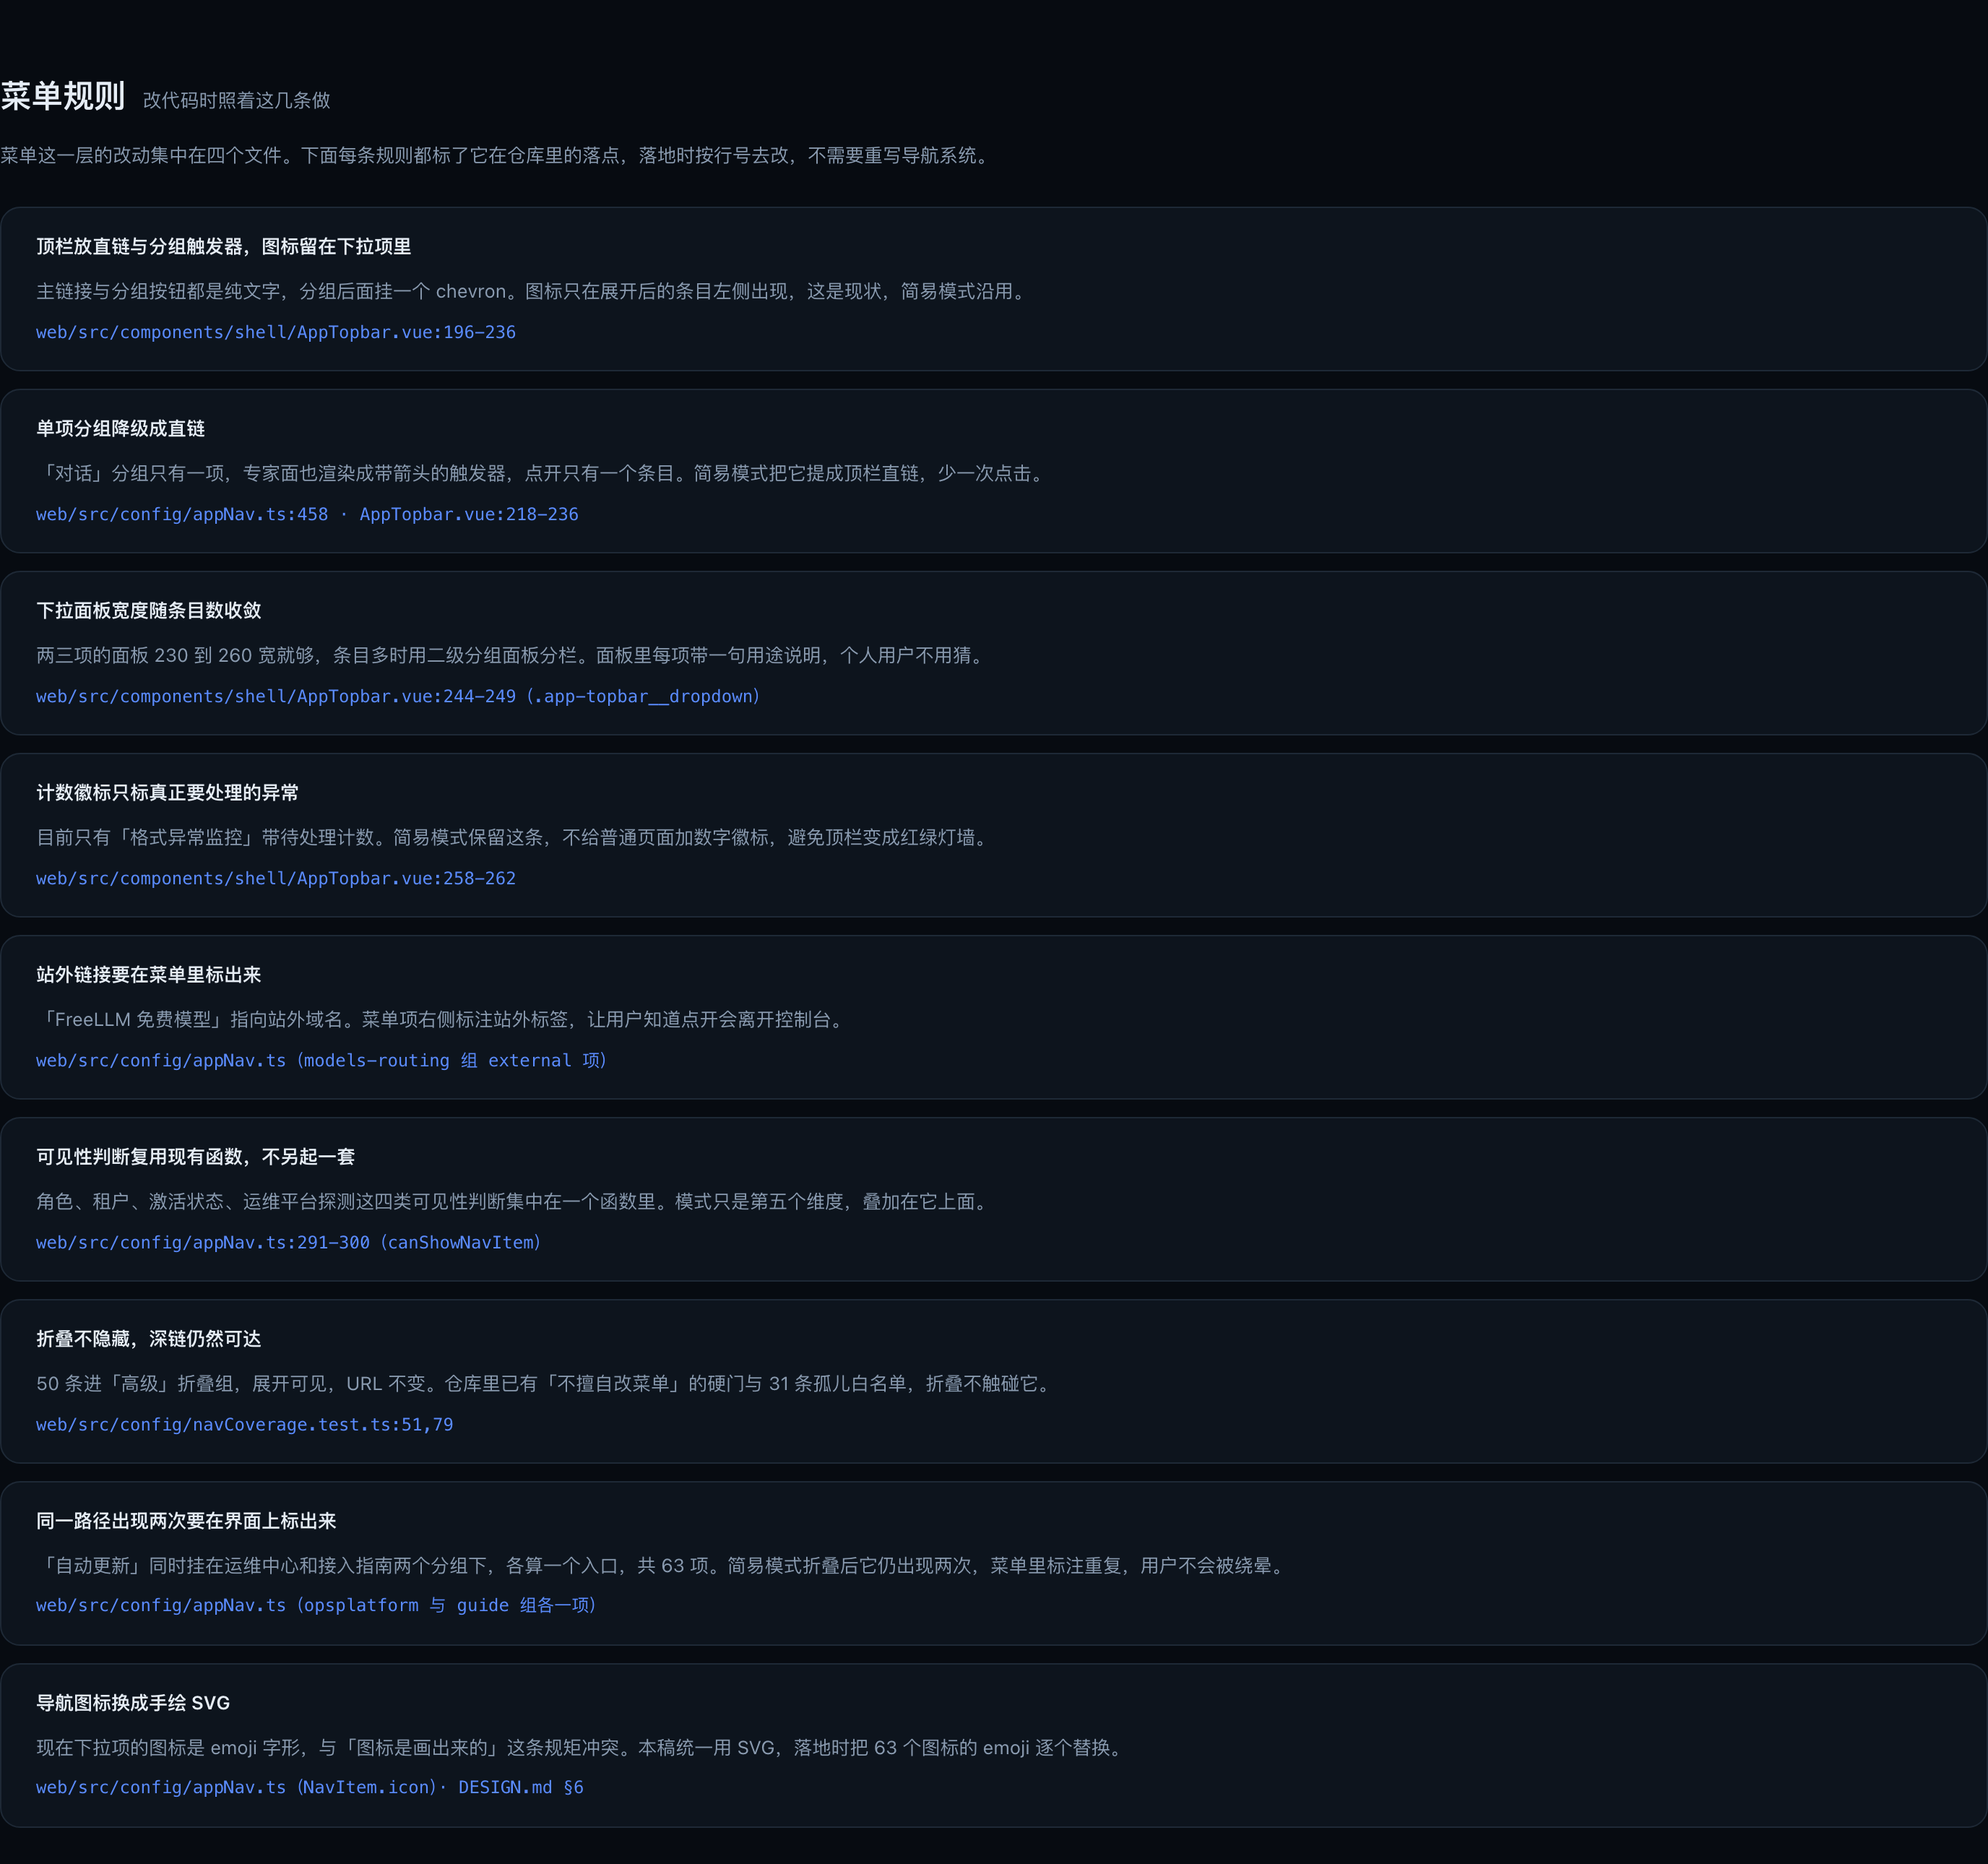 菜单规则 改代码时照着这几条做
菜单这一层的改动集中在四个文件。下面每条规则都标了它在仓库里的落点，落地时按行号去改，不需要重写导航系统。
顶栏放直链与分组触发器，图标留在下拉项里
主链接与分组按钮都是纯文字，分组后面挂一个 chevron。图标只在展开后的条目左侧出现，这是现状，简易模式沿用。
web/src/components/shell/AppTopbar.vue:196-236
单项分组降级成直链
「对话」分组只有一项，专家面也渲染成带箭头的触发器，点开只有一个条目。简易模式把它提成顶栏直链，少一次点击。
web/src/config/appNav.ts:458 · AppTopbar.vue:218-236
下拉面板宽度随条目数收敛
两三项的面板 230 到 260 宽就够，条目多时用二级分组面板分栏。面板里每项带一句用途说明，个人用户不用猜。
web/src/components/shell/AppTopbar.vue:244-249（.app-topbar__dropdown）
计数徽标只标真正要处理的异常
目前只有「格式异常监控」带待处理计数。简易模式保留这条，不给普通页面加数字徽标，避免顶栏变成红绿灯墙。
web/src/components/shell/AppTopbar.vue:258-262
站外链接要在菜单里标出来
「FreeLLM 免费模型」指向站外域名。菜单项右侧标注站外标签，让用户知道点开会离开控制台。
web/src/config/appNav.ts（models-routing 组 external 项）
可见性判断复用现有函数，不另起一套
角色、租户、激活状态、运维平台探测这四类可见性判断集中在一个函数里。模式只是第五个维度，叠加在它上面。
web/src/config/appNav.ts:291-300（canShowNavItem）
折叠不隐藏，深链仍然可达
50 条进「高级」折叠组，展开可见，URL 不变。仓库里已有「不擅自改菜单」的硬门与 31 条孤儿白名单，折叠不触碰它。
web/src/config/navCoverage.test.ts:51,79
同一路径出现两次要在界面上标出来
「自动更新」同时挂在运维中心和接入指南两个分组下，各算一个入口，共 63 项。简易模式折叠后它仍出现两次，菜单里标注重复，用户不会被绕晕。
web/src/config/appNav.ts（opsplatform 与 guide 组各一项）
导航图标换成手绘 SVG
现在下拉项的图标是 emoji 字形，与「图标是画出来的」这条规矩冲突。本稿统一用 SVG，落地时把 63 个图标的 emoji 逐个替换。
web/src/config/appNav.ts（NavItem.icon）· DESIGN.md §6